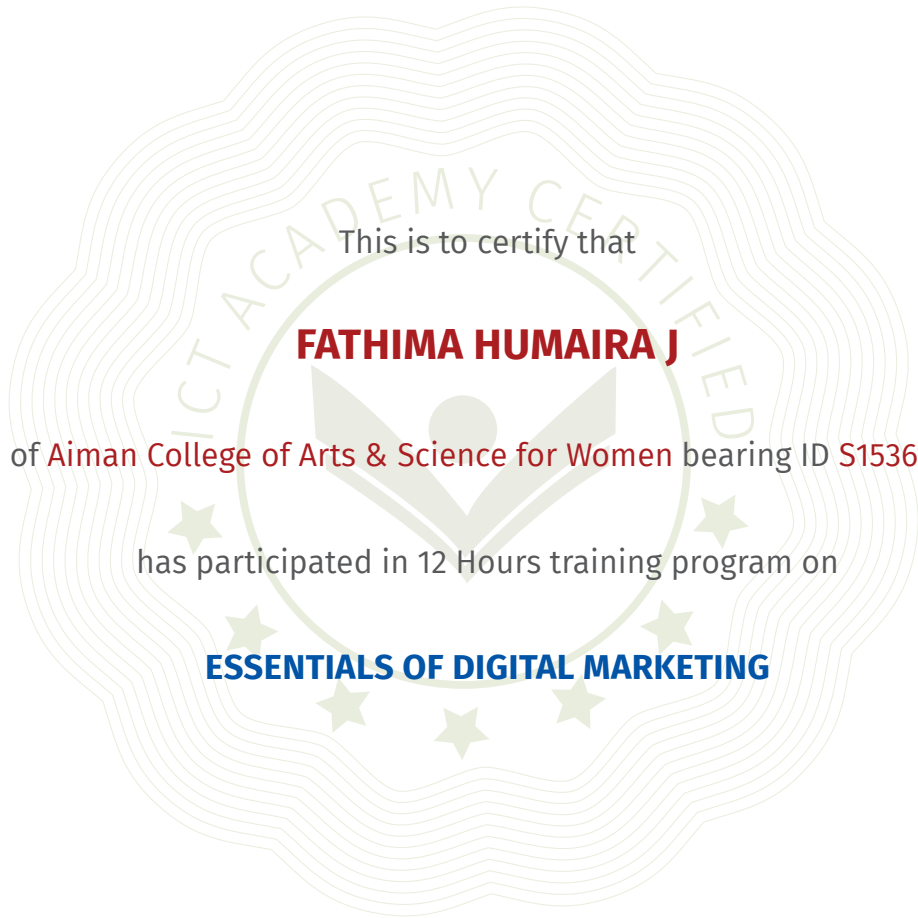 ICT ACADEMY CERTIFIED
This is to certify that
FATHIMA HUMAIRA J
of Aiman College of Arts & Science for Women bearing ID S1536
has participated in 12 Hours training program on
ESSENTIALS OF DIGITAL MARKETING